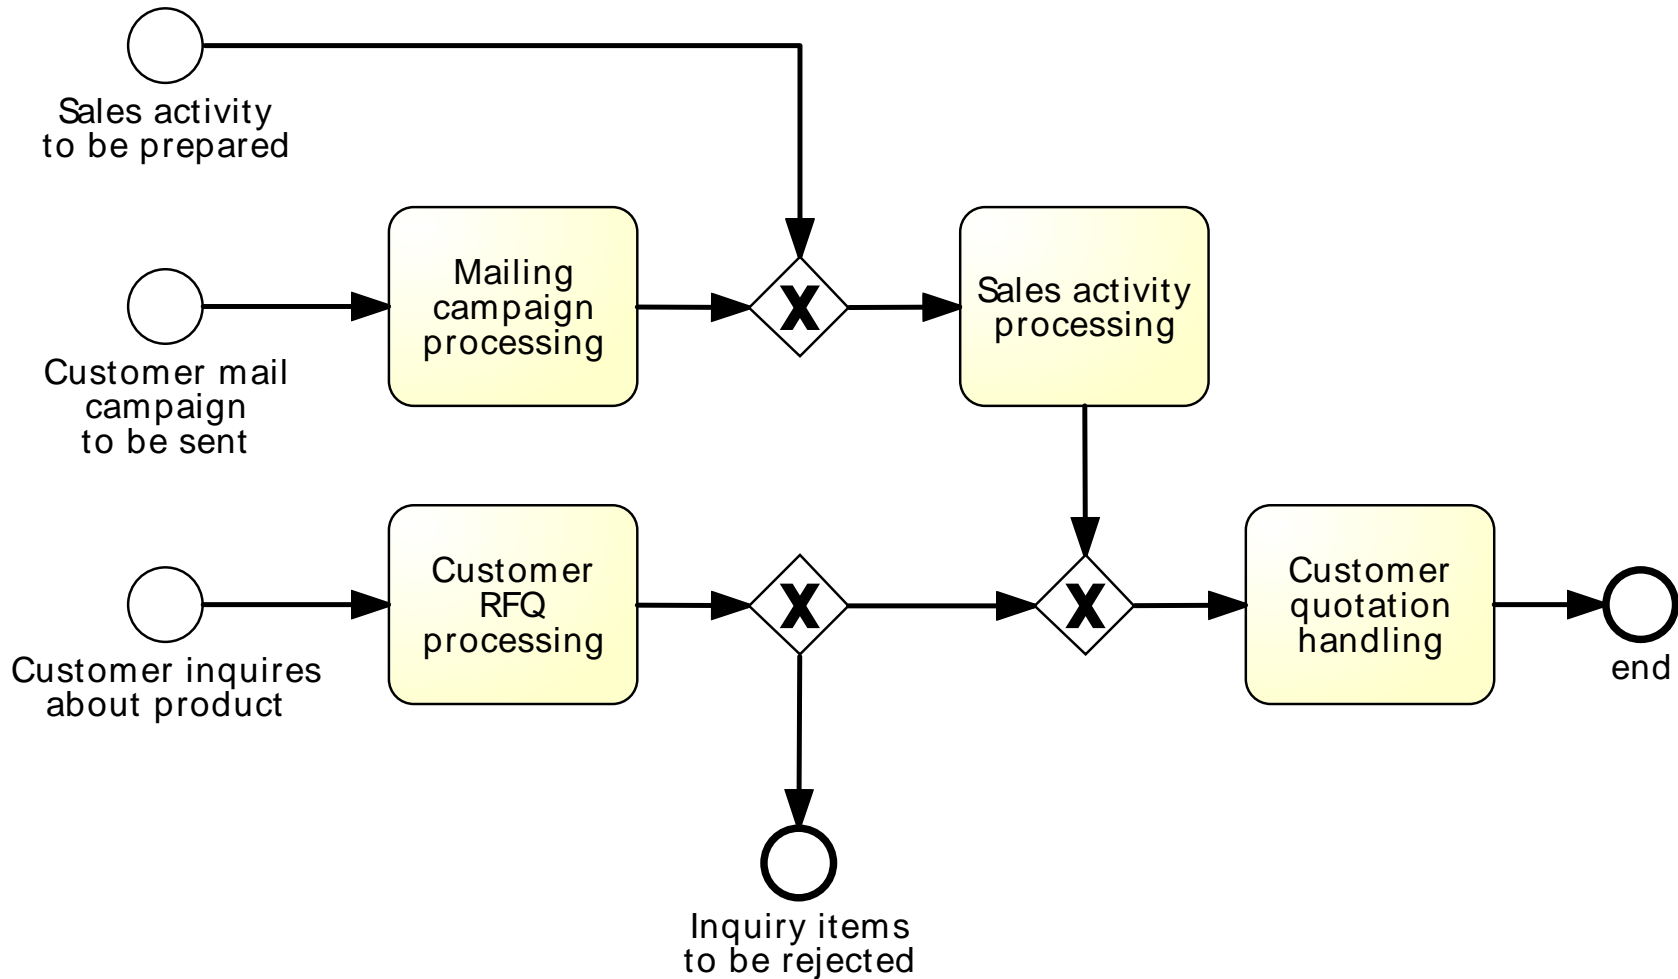 Sales activity
to be prepared
Mailing
campaign
processing
X
Sales activity
processing
Customer mail
campaign
to be sent
Customer
RFQ
processing
X
X
Customer
quotation
handling
Customer inquires
about product
end
Inquiry items
to be rejected